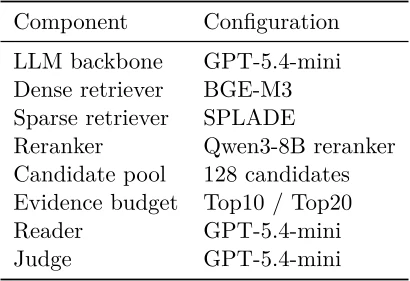 Component Configuration
LLM backbone GPT-5.4-mini
Dense retriever BGE-M3
Sparse retriever SPLADE
Reranker Qwen3-8B reranker
Candidate pool 128 candidates
Evidence budget Top10 / Top20
Reader GPT-5.4-mini
Judge GPT-5.4-mini